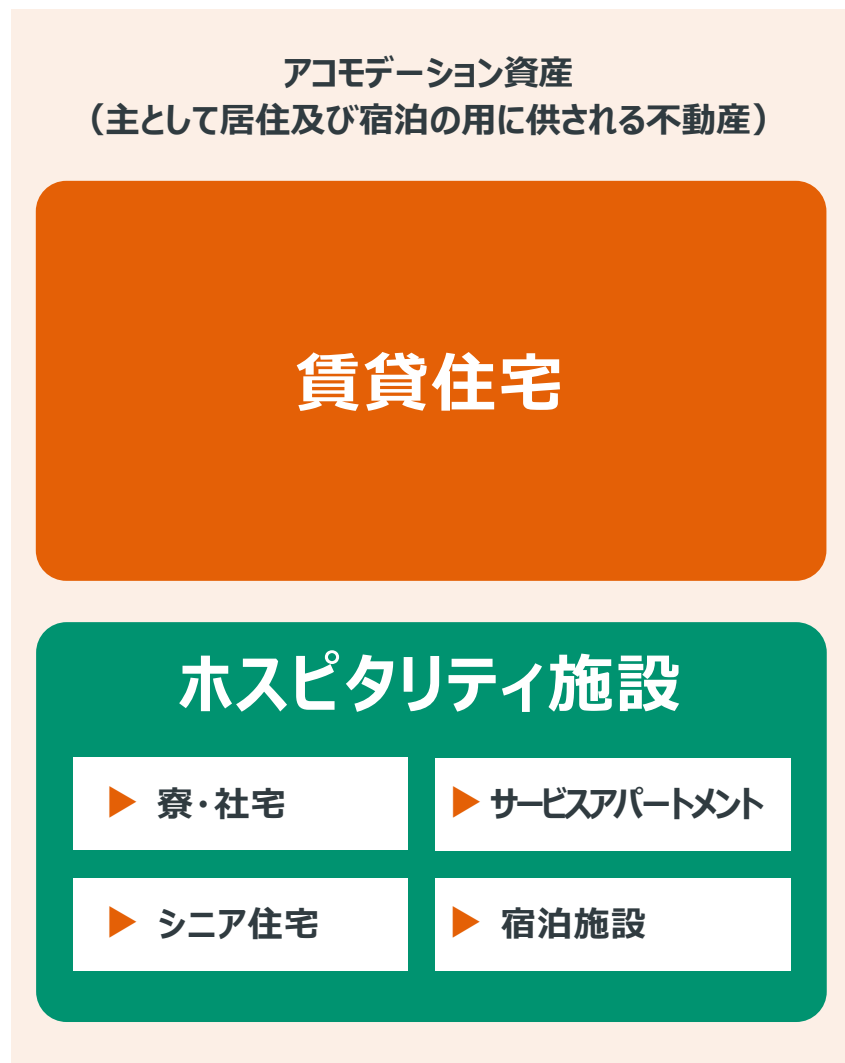 アコモデーション資産
（主として居住及び宿泊の用に供される不動産）
賃貸住宅
ホスピタリティ施設
▶ 寮・社宅
▶ サービスアパートメント
▶ シニア住宅
▶ 宿泊施設